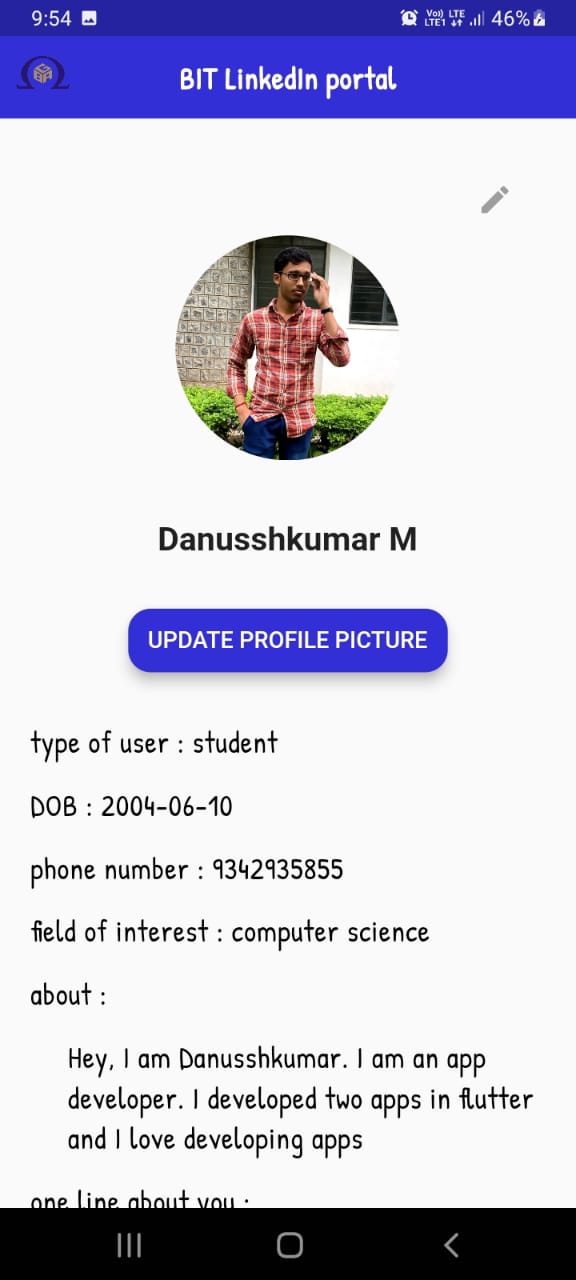 9:54
Vo)) LTE
LTE1
46%
BIT LinkedIn portal
Danusshkumar M
UPDATE PROFILE PICTURE
type of user : student
DOB : 2004-06-10
phone number : 9342935855
field of interest : computer science
about :
Hey, I am Danusshkumar. I am an app
developer. I developed two apps in flutter
and I love developing apps
one line about you :